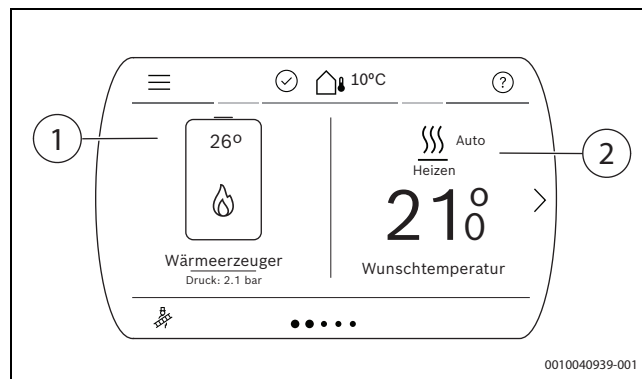 10°C
?
1
26°
Auto
2
Heizen
21°0
Wärmeerzeuger
Druck: 2.1 bar
Wunschtemperatur
0010040939-001